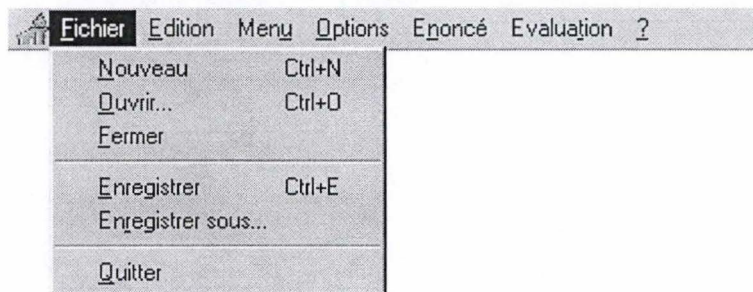 Fichier Edition Menu Options Enoncé Evaluation ?
Nouveau Ctrl+N
Ouvrir... Ctrl+O
Fermer
Enregistrer Ctrl+E
Enregistrer sous...
Quitter